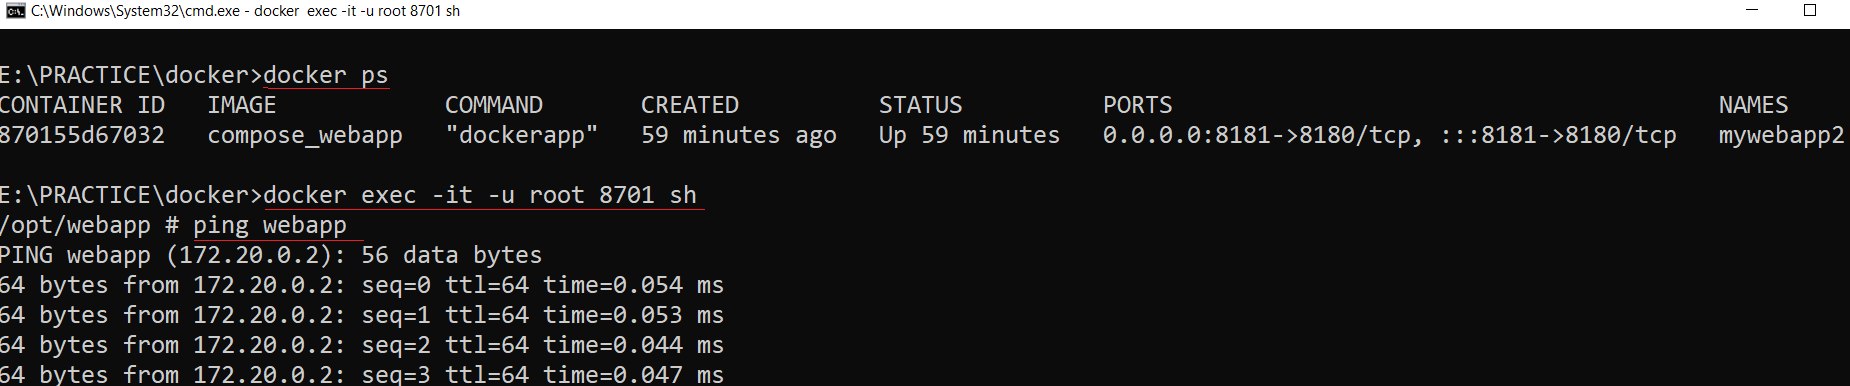 C:\Windows\System32\cmd.exe - docker  exec -it -u root 8701 sh
E:\PRACTICE\docker>docker ps
CONTAINER ID   IMAGE            COMMAND       CREATED          STATUS          PORTS                                       NAMES
870155d67032   compose_webapp   "dockerapp"   59 minutes ago   Up 59 minutes   0.0.0.0:8181->8180/tcp, :::8181->8180/tcp   mywebapp2
E:\PRACTICE\docker>docker exec -it -u root 8701 sh
/opt/webapp # ping webapp
PING webapp (172.20.0.2): 56 data bytes
64 bytes from 172.20.0.2: seq=0 ttl=64 time=0.054 ms
64 bytes from 172.20.0.2: seq=1 ttl=64 time=0.053 ms
64 bytes from 172.20.0.2: seq=2 ttl=64 time=0.044 ms
64 bytes from 172.20.0.2: seq=3 ttl=64 time=0.047 ms